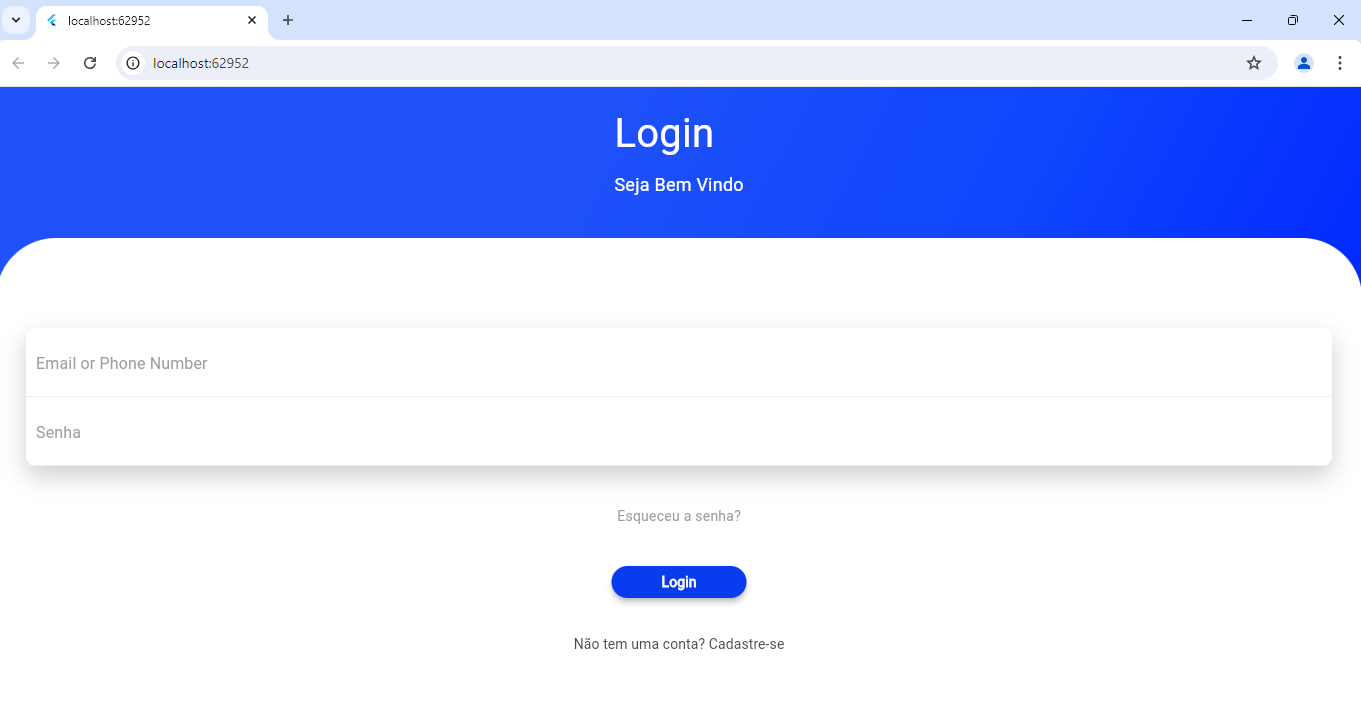 localhost:62952
localhost:62952
Login
Seja Bem Vindo
Email or Phone Number
Senha
Esqueceu a senha?
Login
Não tem uma conta? Cadastre-se